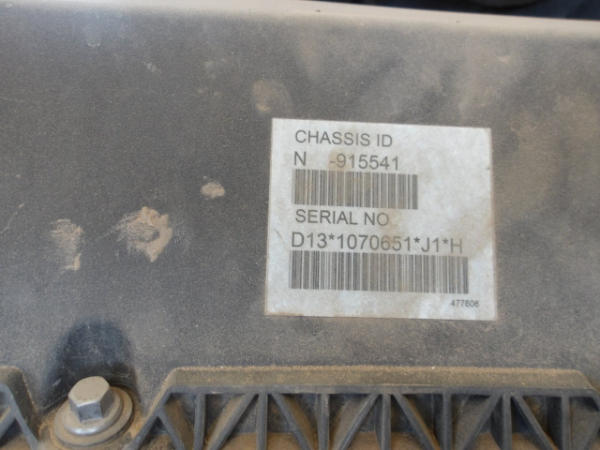 CHASSIS ID
N -915541
SERIAL NO
D13*1070651*J1*H
477606